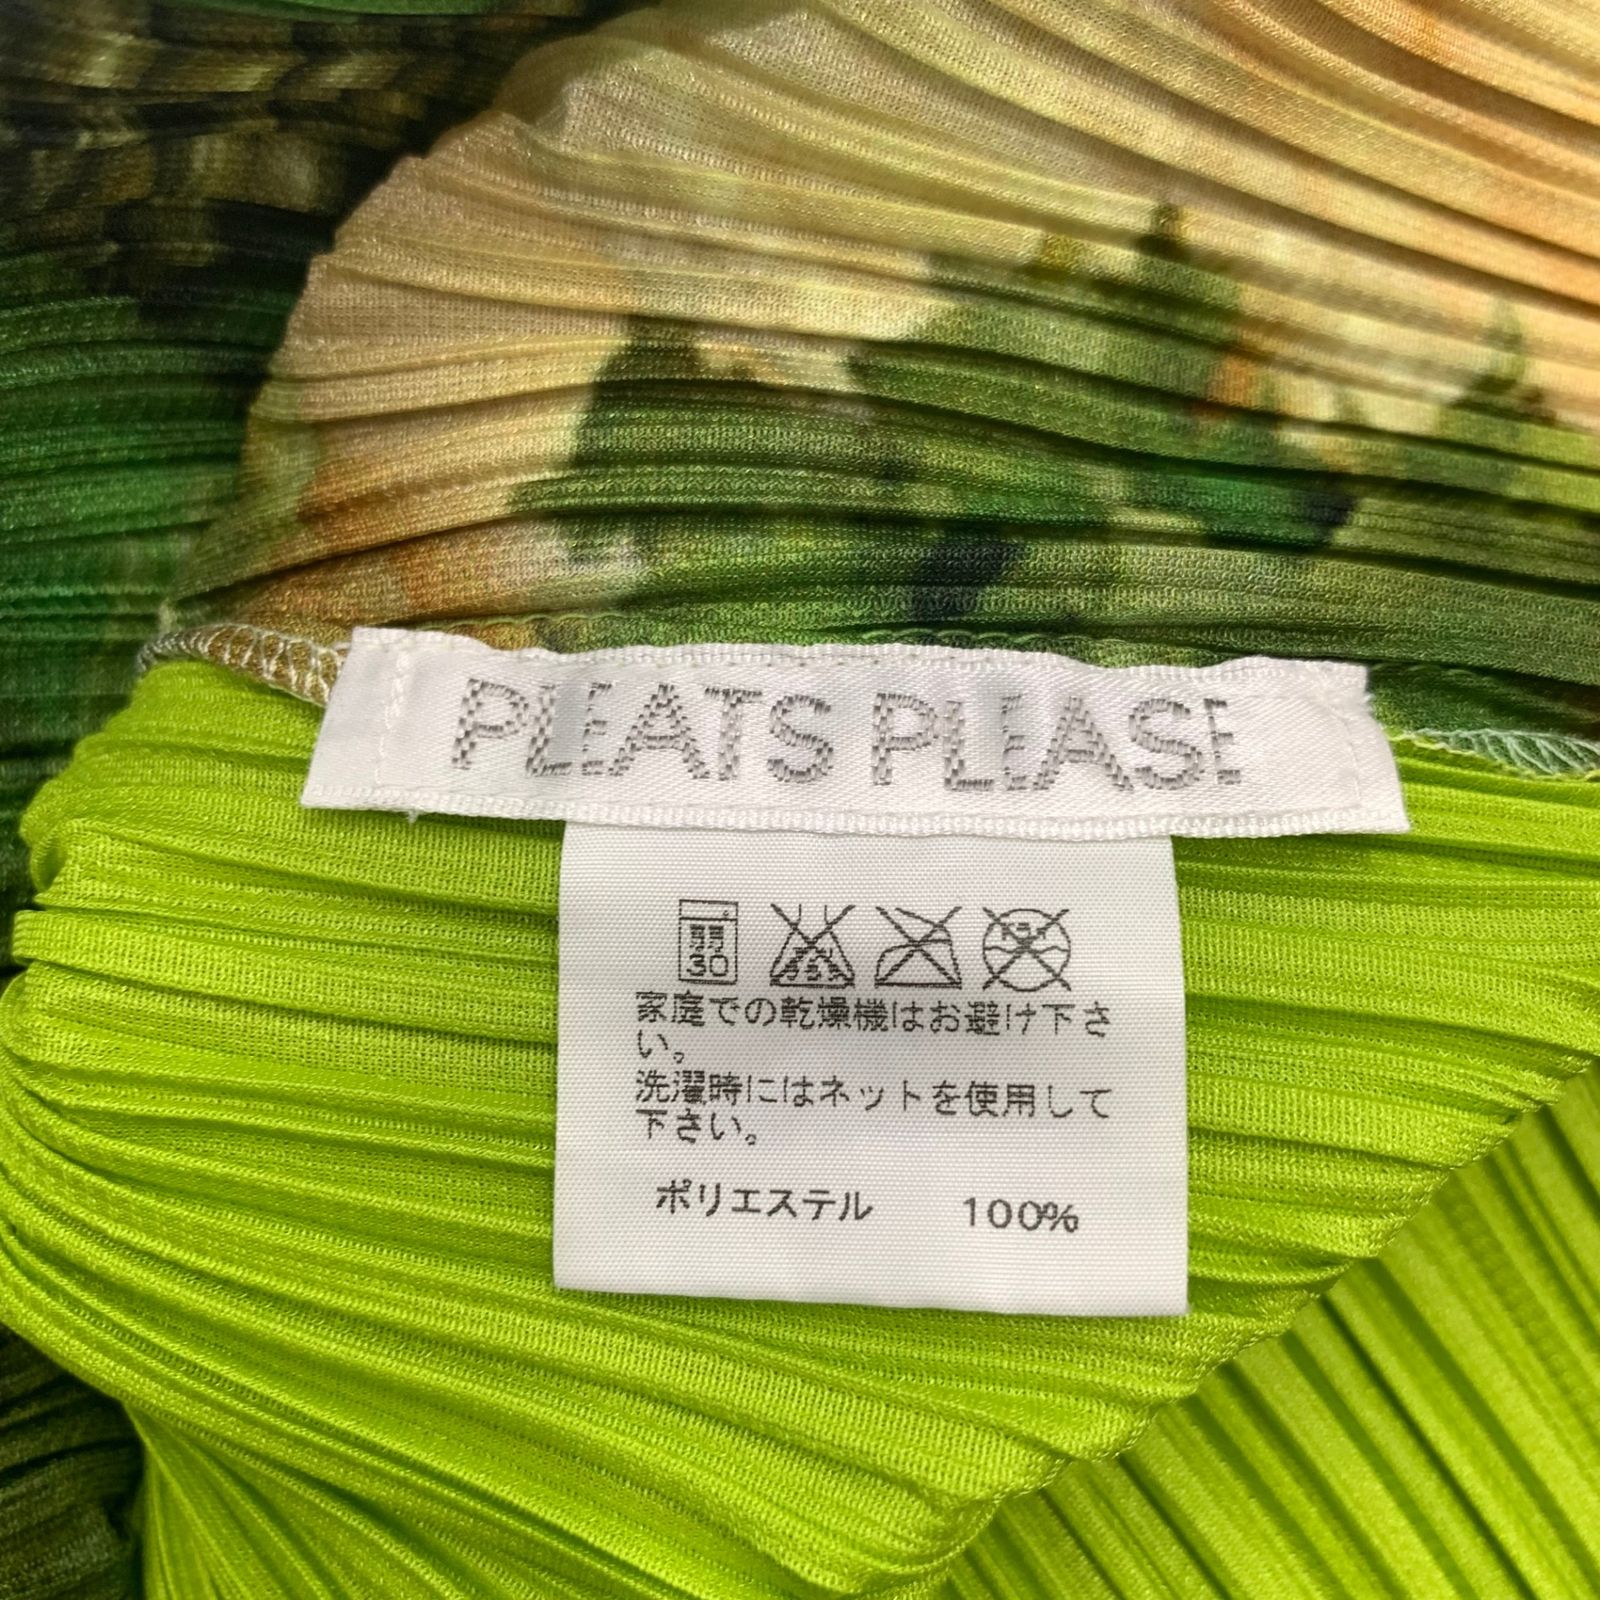 PLEATS PLEASE
30
家庭での乾燥機はお避け下さ
い。
洗濯時にはネットを使用して
下さい。
ポリエステル 100%